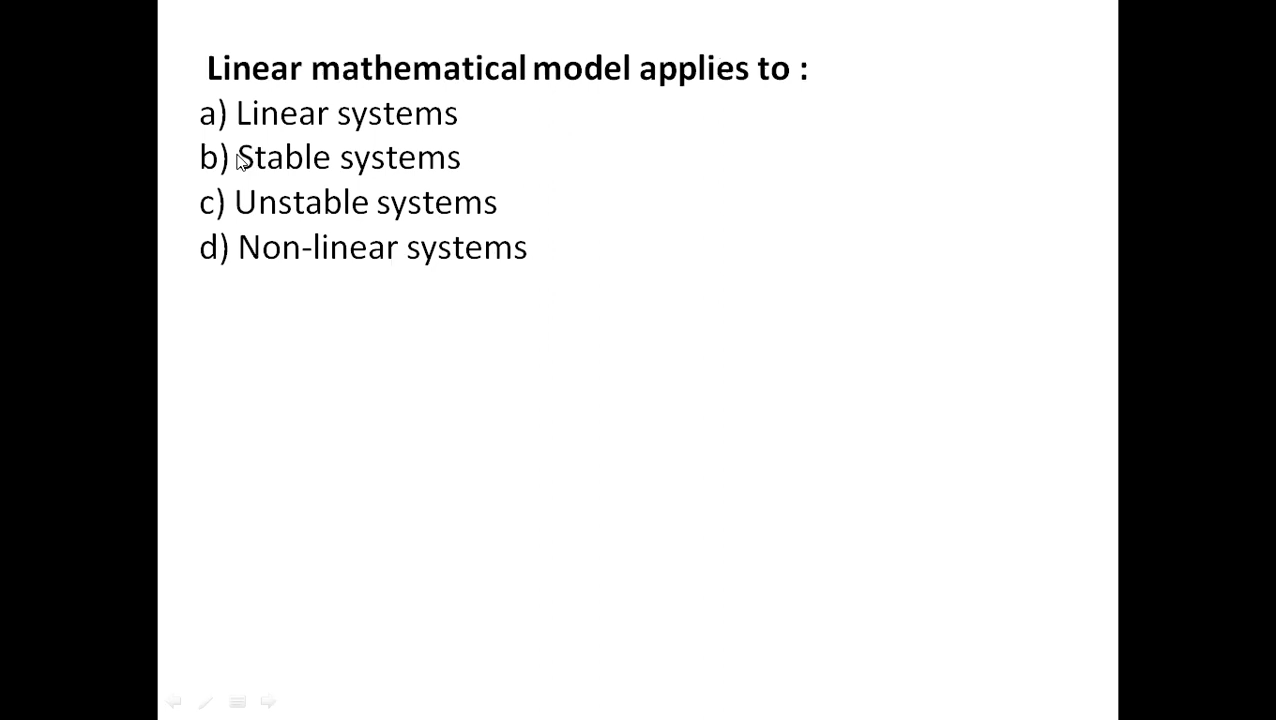 Linear mathematical model applies to :
a) Linear systems
b) Stable systems
c) Unstable systems
d) Non-linear systems